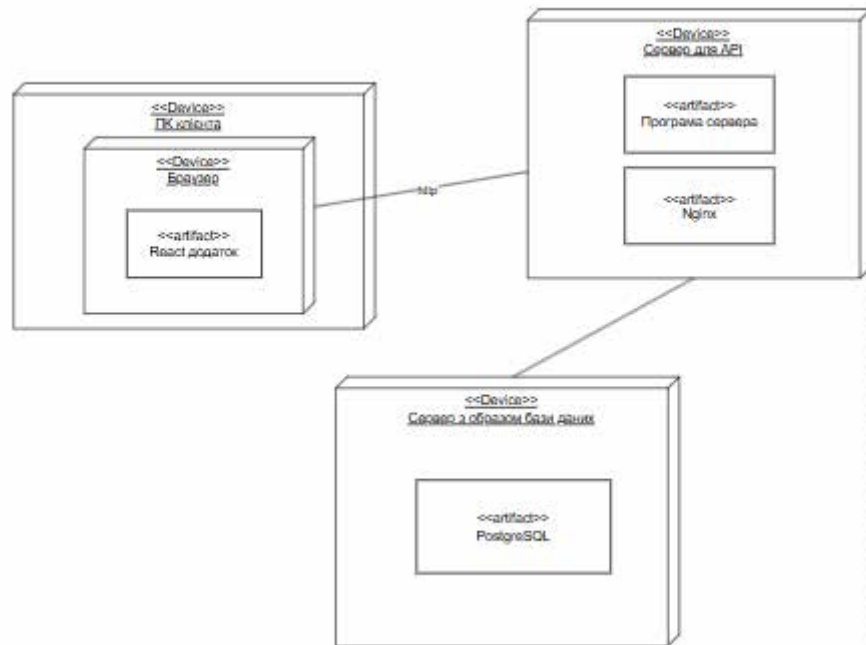 <<Device>>
ПК клієнта
<<Device>>
Браузер
<<artifact>>
React додаток
http
<<Device>>
Сервер для API
<<artifact>>
Програма сервера
<<artifact>>
Nginx
<<Device>>
Сервер з образом бази даних
<<artifact>>
PostgreSQL